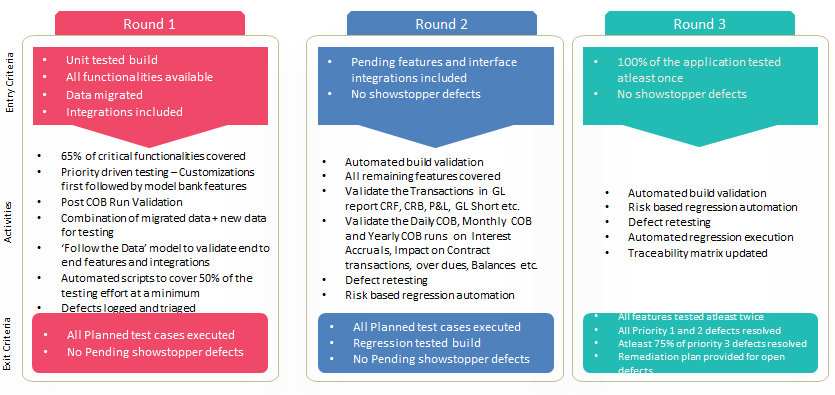 Round 1
Round 2
Round 3
Entry Criteria
Unit tested build
All functionalities available
Data migrated
Integrations included
Pending features and interface
integrations included
No showstopper defects
100% of the application tested
atleast once
No showstopper defects
Activities
65% of critical functionalities covered
Priority driven testing – Customizations
first followed by model bank features
Post COB Run Validation
Combination of migrated data + new data
for testing
‘Follow the Data’ model to validate end to
end features and integrations
Automated scripts to cover 50% of the
testing effort at a minimum
Defects logged and triaged
Automated build validation
All remaining features covered
Validate the Transactions in GL
report CRF, CRB, P&L, GL Short etc.
Validate the Daily COB, Monthly COB
and Yearly COB runs on Interest
Accruals, Impact on Contract
transactions, over dues, Balances etc.
Defect retesting
Risk based regression automation
Automated build validation
Risk based regression automation
Defect retesting
Automated regression execution
Traceability matrix updated
Exit Criteria
All Planned test cases executed
No Pending showstopper defects
All Planned test cases executed
Regression tested build
No Pending showstopper defects
All features tested atleast twice
All Priority 1 and 2 defects resolved
Atleast 75% of priority 3 defects resolved
Remediation plan provided for open
defects